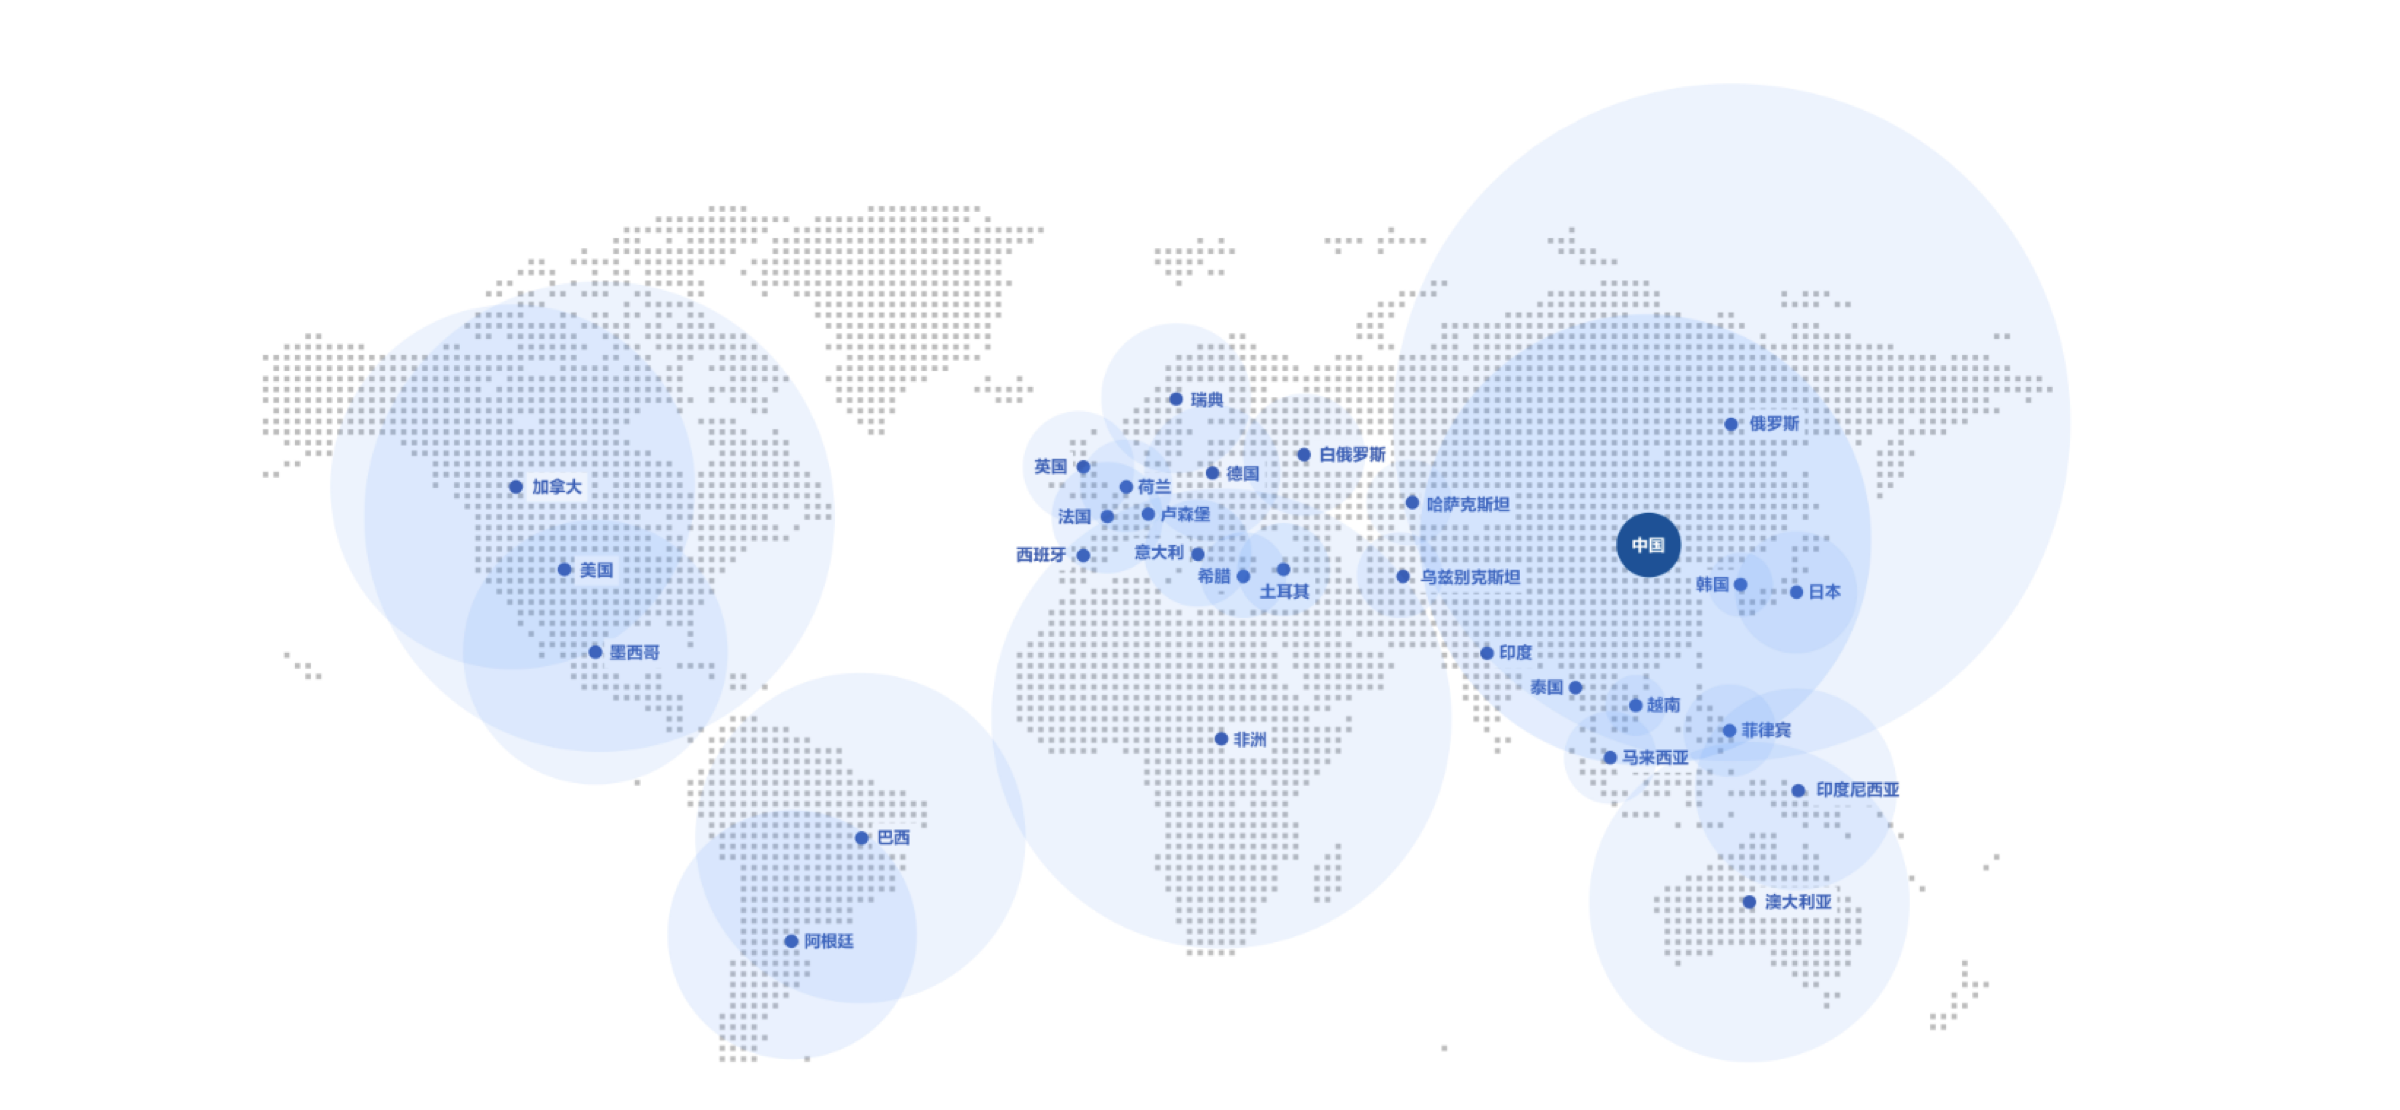 瑞典
俄罗斯
白俄罗斯
英国
德国
加拿大
荷兰
哈萨克斯坦
法国
卢森堡
中国
西班牙
意大利
美国
希腊
乌兹别克斯坦
韩国
土耳其
日本
墨西哥
印度
泰国
越南
菲律宾
非洲
马来西亚
印度尼西亚
巴西
澳大利亚
阿根廷